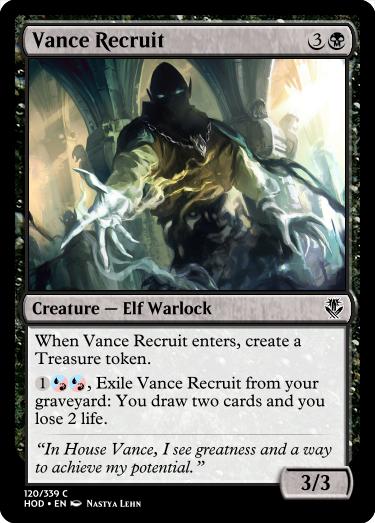 Vance Recruit 3
Creature — Elf Warlock
When Vance Recruit enters, create a
Treasure token.
1, Exile Vance Recruit from your
graveyard: You draw two cards and you
lose 2 life.
“In House Vance, I see greatness and a way
to achieve my potential.”
3/3
120/339 C
HOD • EN Nastya Lehn